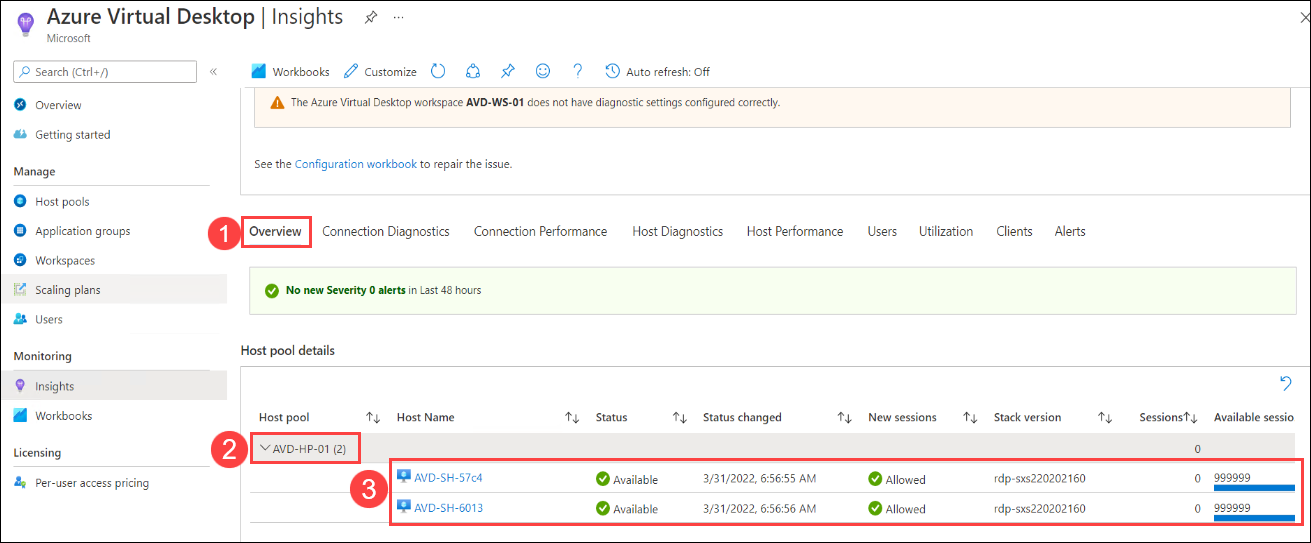 Azure Virtual Desktop | Insights
Microsoft
Search (Ctrl+/)
«
Overview
Getting started
Manage
Host pools
Application groups
Workspaces
Scaling plans
Users
Monitoring
Insights
Workbooks
Licensing
Per-user access pricing
Workbooks Customize ? Auto refresh: Off
The Azure Virtual Desktop workspace AVD-WS-01 does not have diagnostic settings configured correctly.
See the Configuration workbook to repair the issue.
1 Overview Connection Diagnostics Connection Performance Host Diagnostics Host Performance Users Utilization Clients Alerts
No new Severity 0 alerts in Last 48 hours
Host pool details
Host pool Host Name Status Status changed New sessions Stack version Sessions Available sessio
2 AVD-HP-01 (2) 0
3 AVD-SH-57c4 Available 3/31/2022, 6:56:55 AM Allowed rdp-sxs220202160 0 999999
AVD-SH-6013 Available 3/31/2022, 6:56:56 AM Allowed rdp-sxs220202160 0 999999